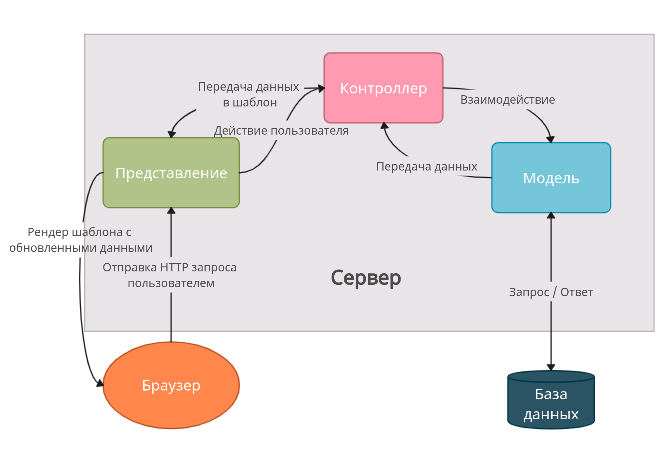 Контроллер
Передача данных
в шаблон
Взаимодействие
Действие пользователя
Передача данных
Представление
Модель
Рендер шаблона с
обновленными данными
Отправка HTTP запроса
пользователем
Сервер
Запрос / Ответ
Браузер
База
данных